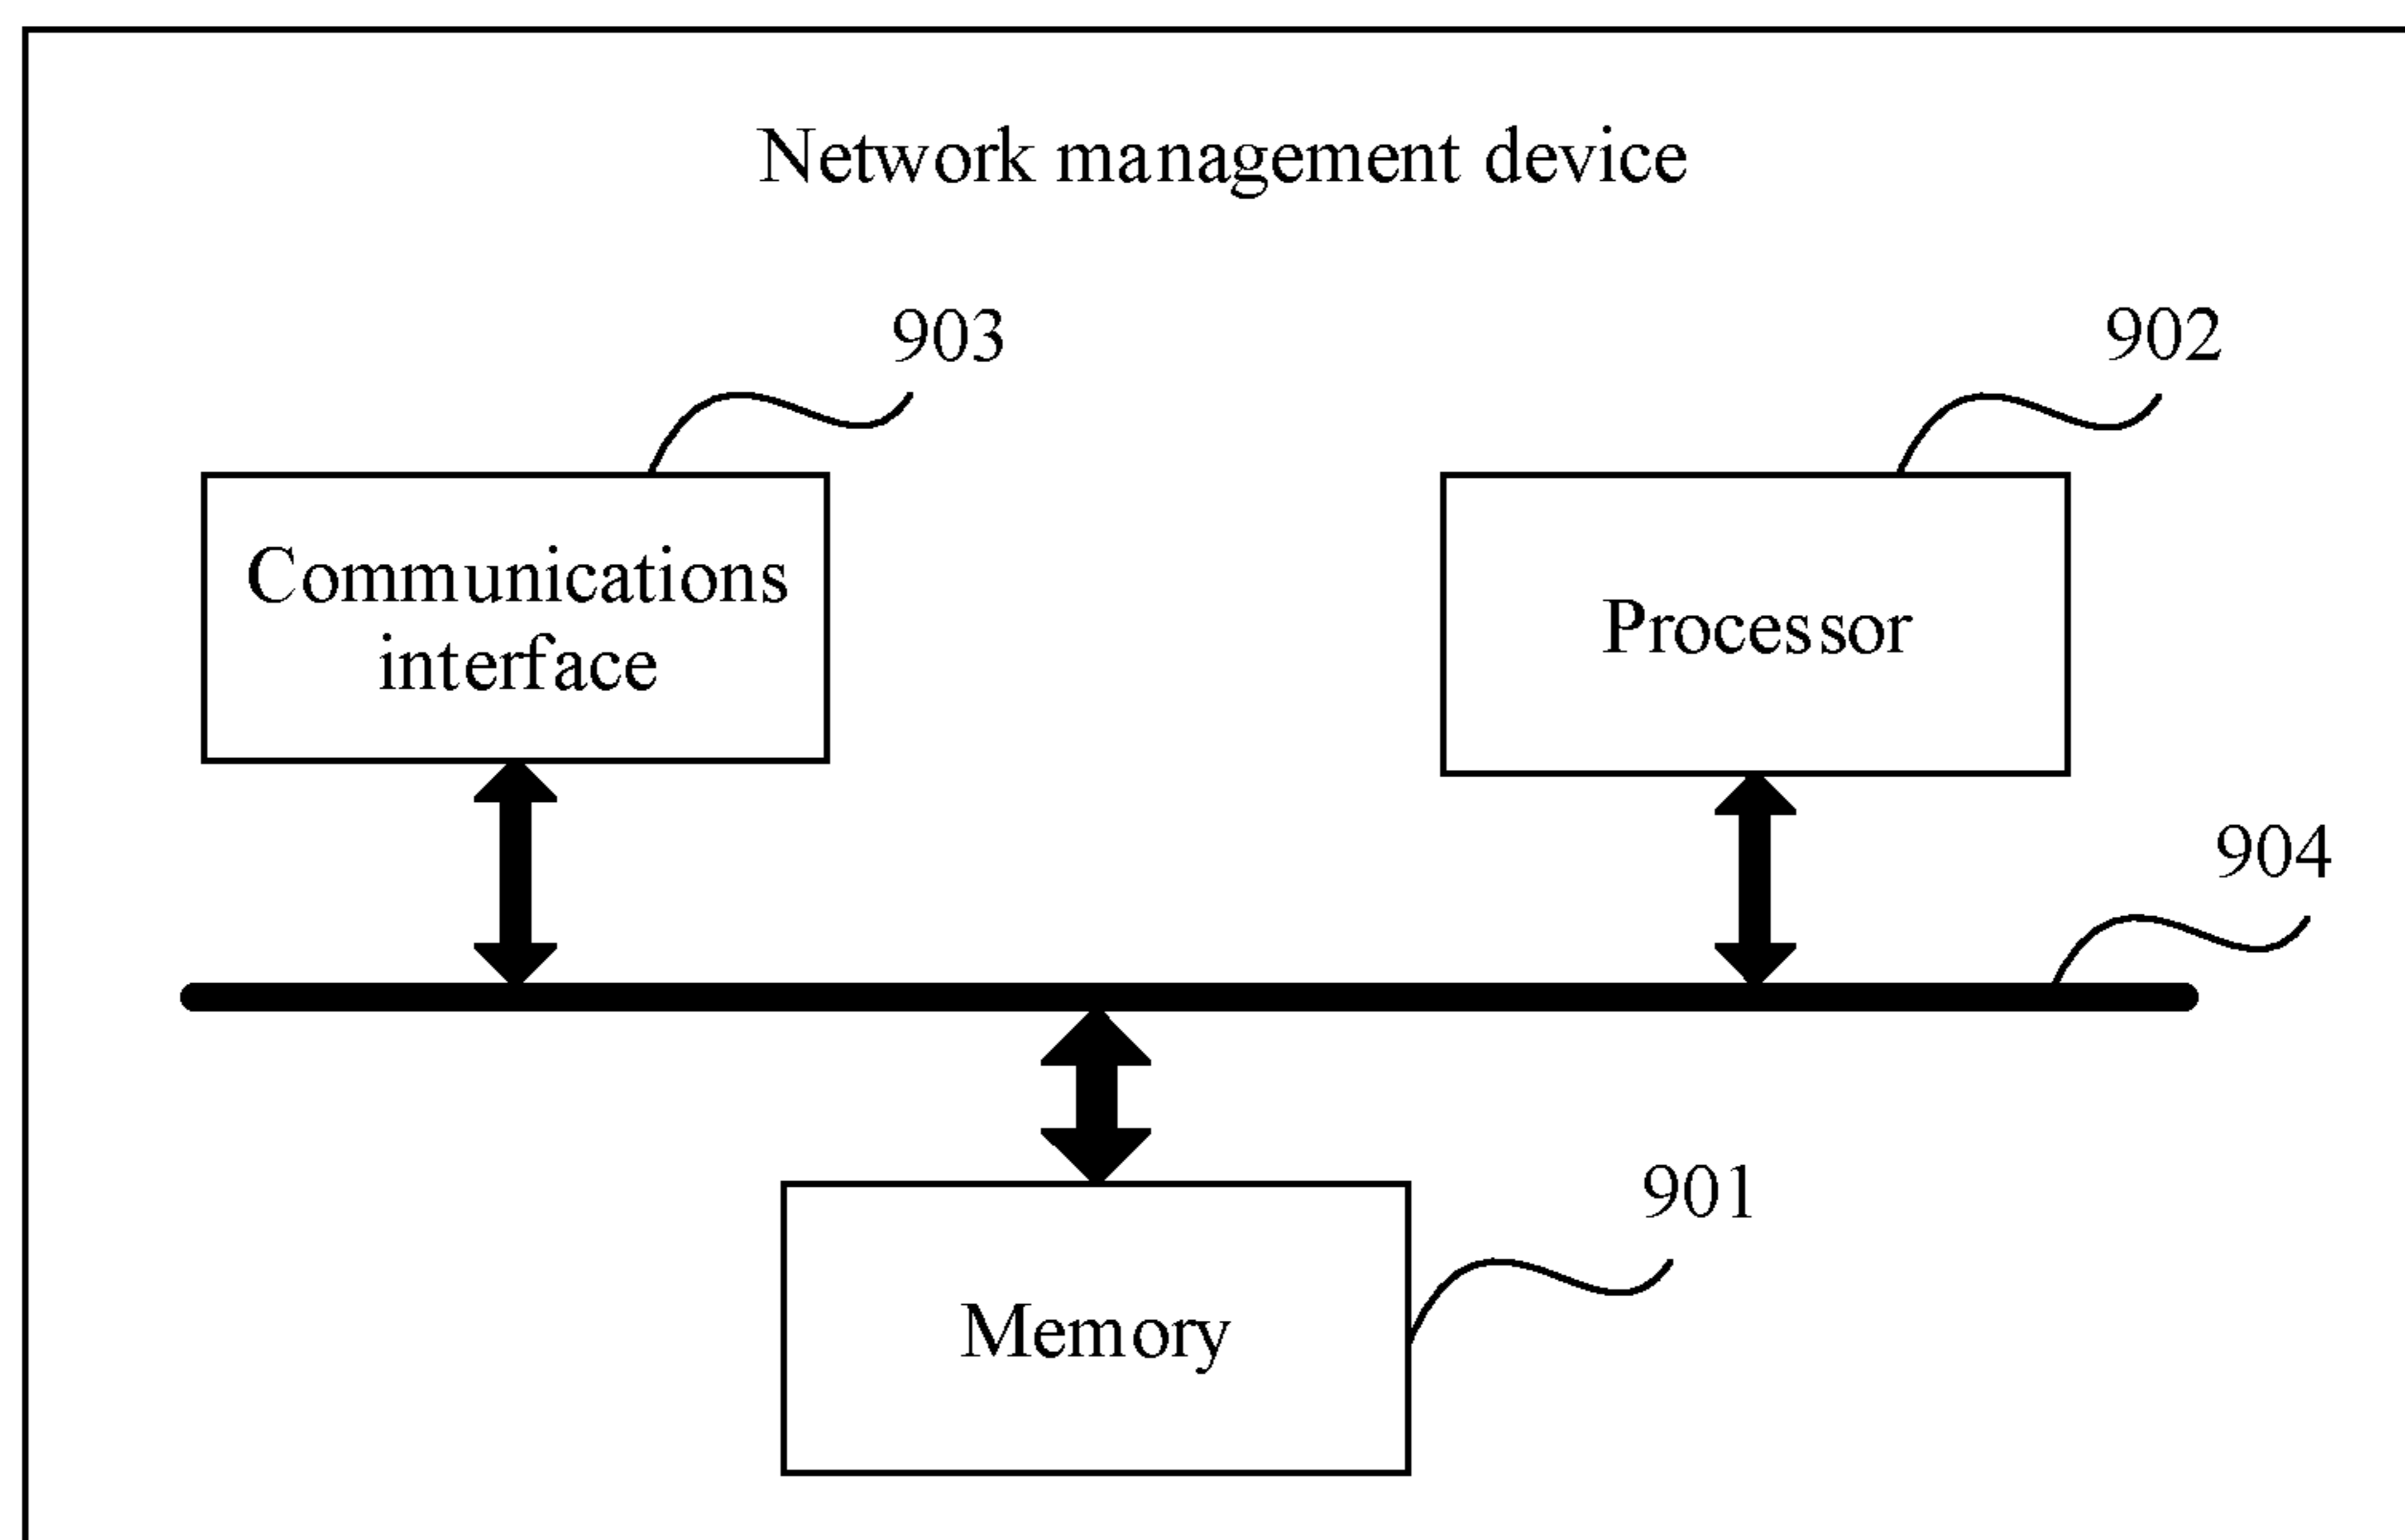 Network management device
903
902
Communications
interface
Processor
904
901
Memory